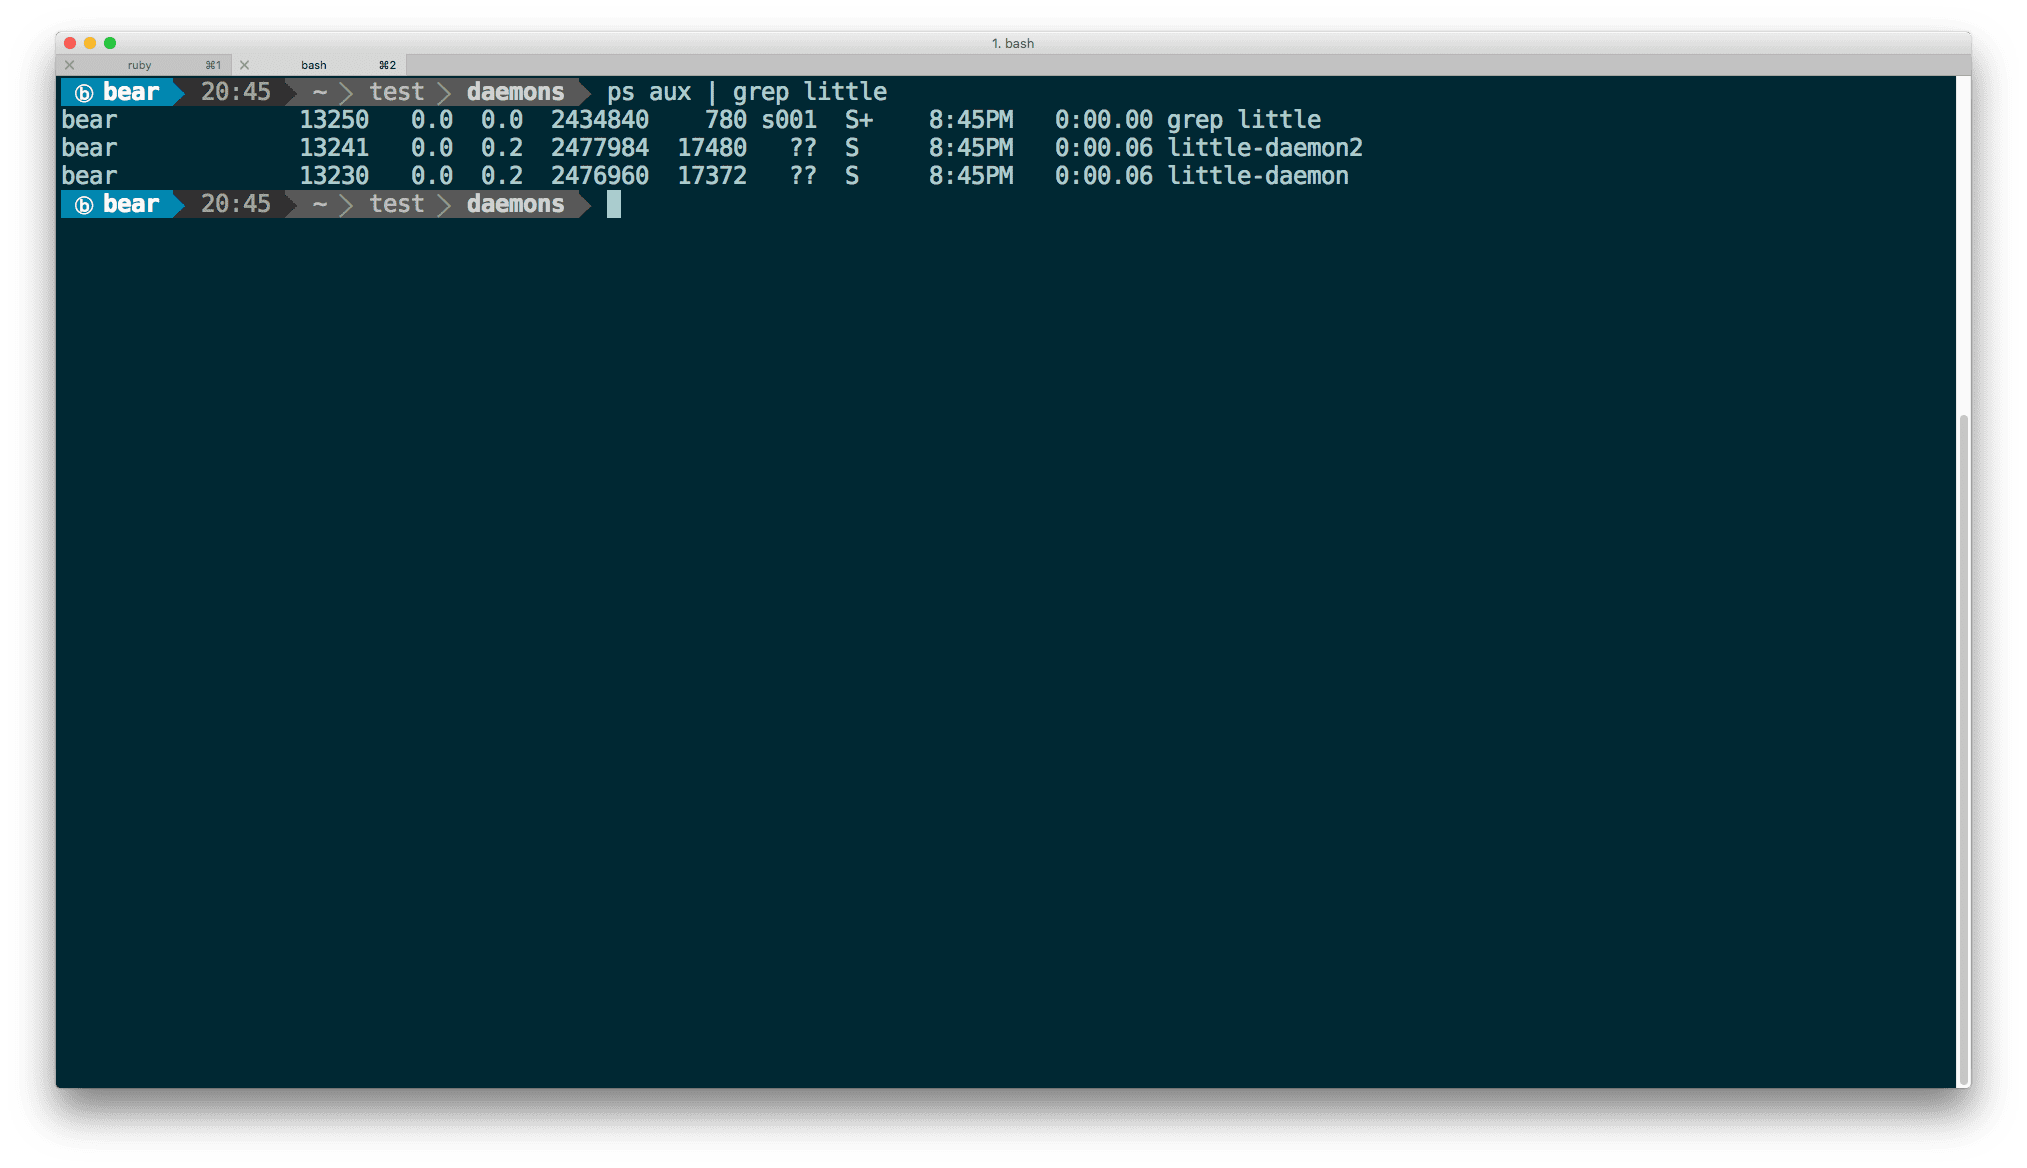 1. bash
ruby ⌘1 bash ⌘2
ⓑ bear 20:45 ~ test daemons ps aux | grep little
bear 13250 0.0 0.0 2434840 780 s001 S+ 8:45PM 0:00.00 grep little
bear 13241 0.0 0.2 2477984 17480 ?? S 8:45PM 0:00.06 little-daemon2
bear 13230 0.0 0.2 2476960 17372 ?? S 8:45PM 0:00.06 little-daemon
ⓑ bear 20:45 ~ test daemons